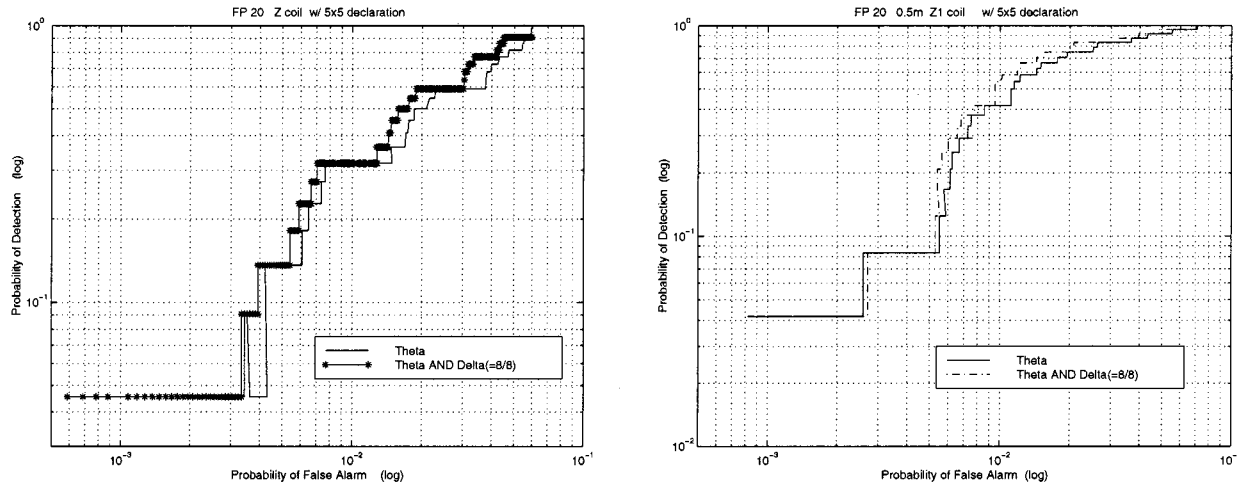 FP 20 Z coil w/ 5x5 declaration
10^0
10^-1
Probability of Detection (log)
Theta
Theta AND Delta(=8/8)
10^-3
10^-2
10^-1
Probability of False Alarm (log)
FP 20 0.5m Z1 coil w/ 5x5 declaration
10^0
10^-1
10^-2
Probability of Detection (log)
Theta
Theta AND Delta(=8/8)
10^-3
10^-2
10^-
Probability of False Alarm (log)